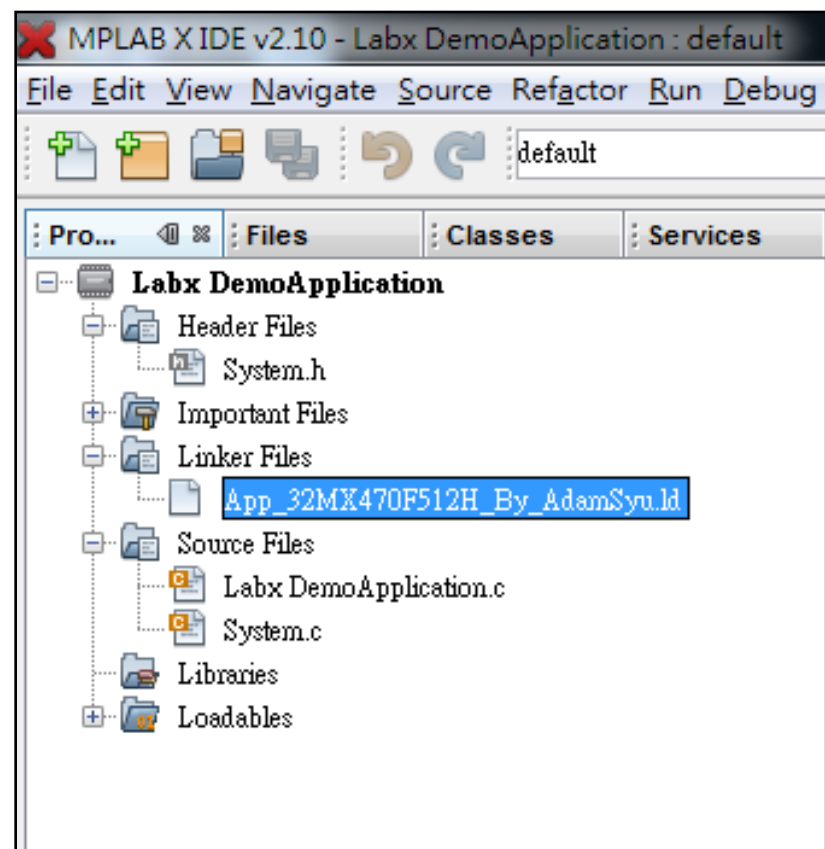 MPLAB X IDE v2.10 - Labx DemoApplication : default
File Edit View Navigate Source Refactor Run Debug
default
Pro... Files Classes Services
Labx DemoApplication
Header Files
System.h
Important Files
Linker Files
App_32MX470F512H_By_AdamSyu.ld
Source Files
Labx DemoApplication.c
System.c
Libraries
Loadables